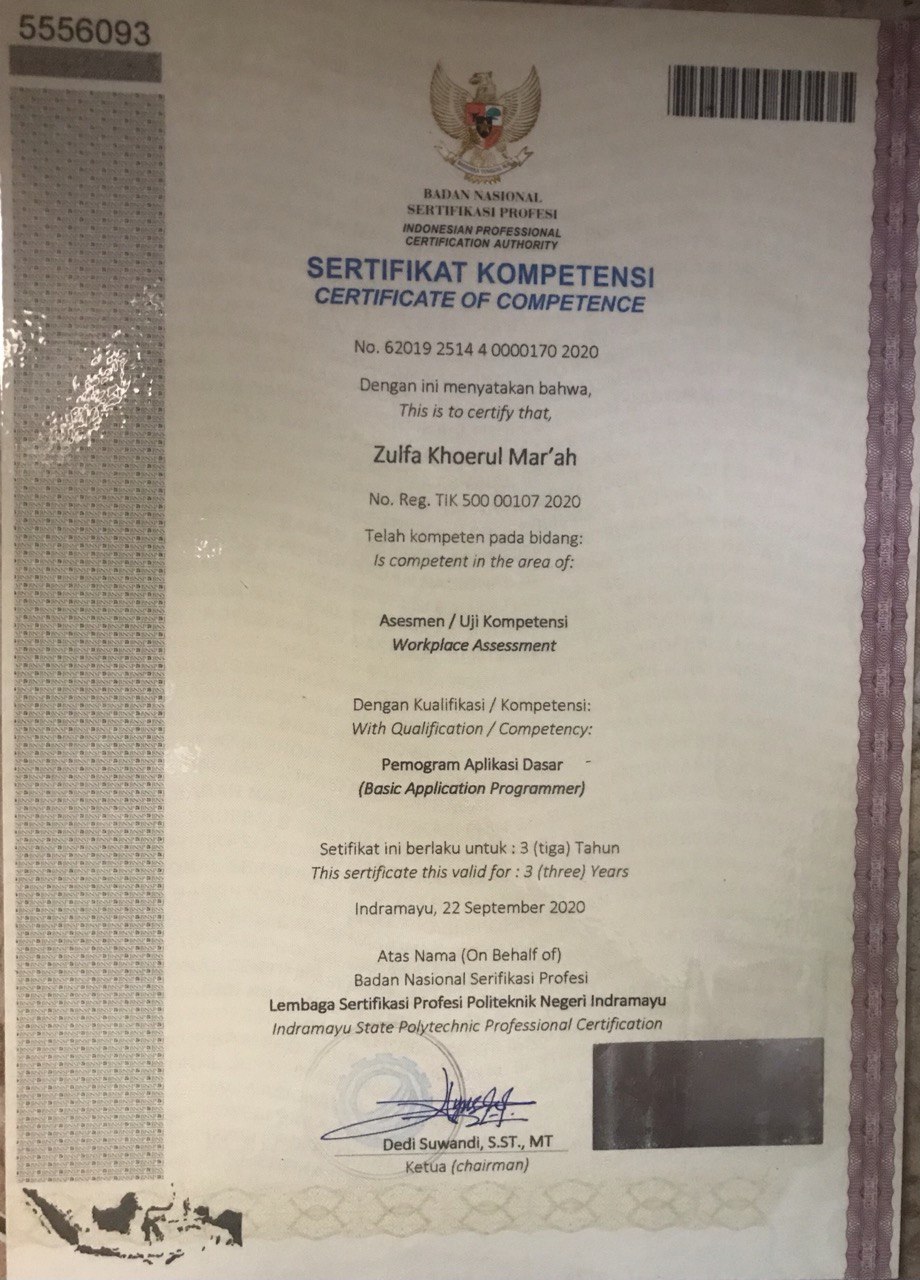 5556093
BADAN NASIONAL
SERTIFIKASI PROFESI
INDONESIAN PROFESSIONAL
CERTIFICATION AUTHORITY
SERTIFIKAT KOMPETENSI
CERTIFICATE OF COMPETENCE
No. 62019 2514 4 0000170 2020
Dengan ini menyatakan bahwa,
This is to certify that,
Zulfa Khoerul Mar'ah
No. Reg. TIK 500 00107 2020
Telah kompeten pada bidang:
Is competent in the area of:
Asesmen / Uji Kompetensi
Workplace Assessment
Dengan Kualifikasi / Kompetensi:
With Qualification / Competency:
Pemogram Aplikasi Dasar
(Basic Application Programmer)
Setifikat ini berlaku untuk : 3 (tiga) Tahun
This sertificate this valid for : 3 (three) Years
Indramayu, 22 September 2020
Atas Nama (On Behalf of)
Badan Nasional Serifikasi Profesi
Lembaga Sertifikasi Profesi Politeknik Negeri Indramayu
Indramayu State Polytechnic Professional Certification
Dedi Suwandi, S.ST., MT
Ketua (chairman)